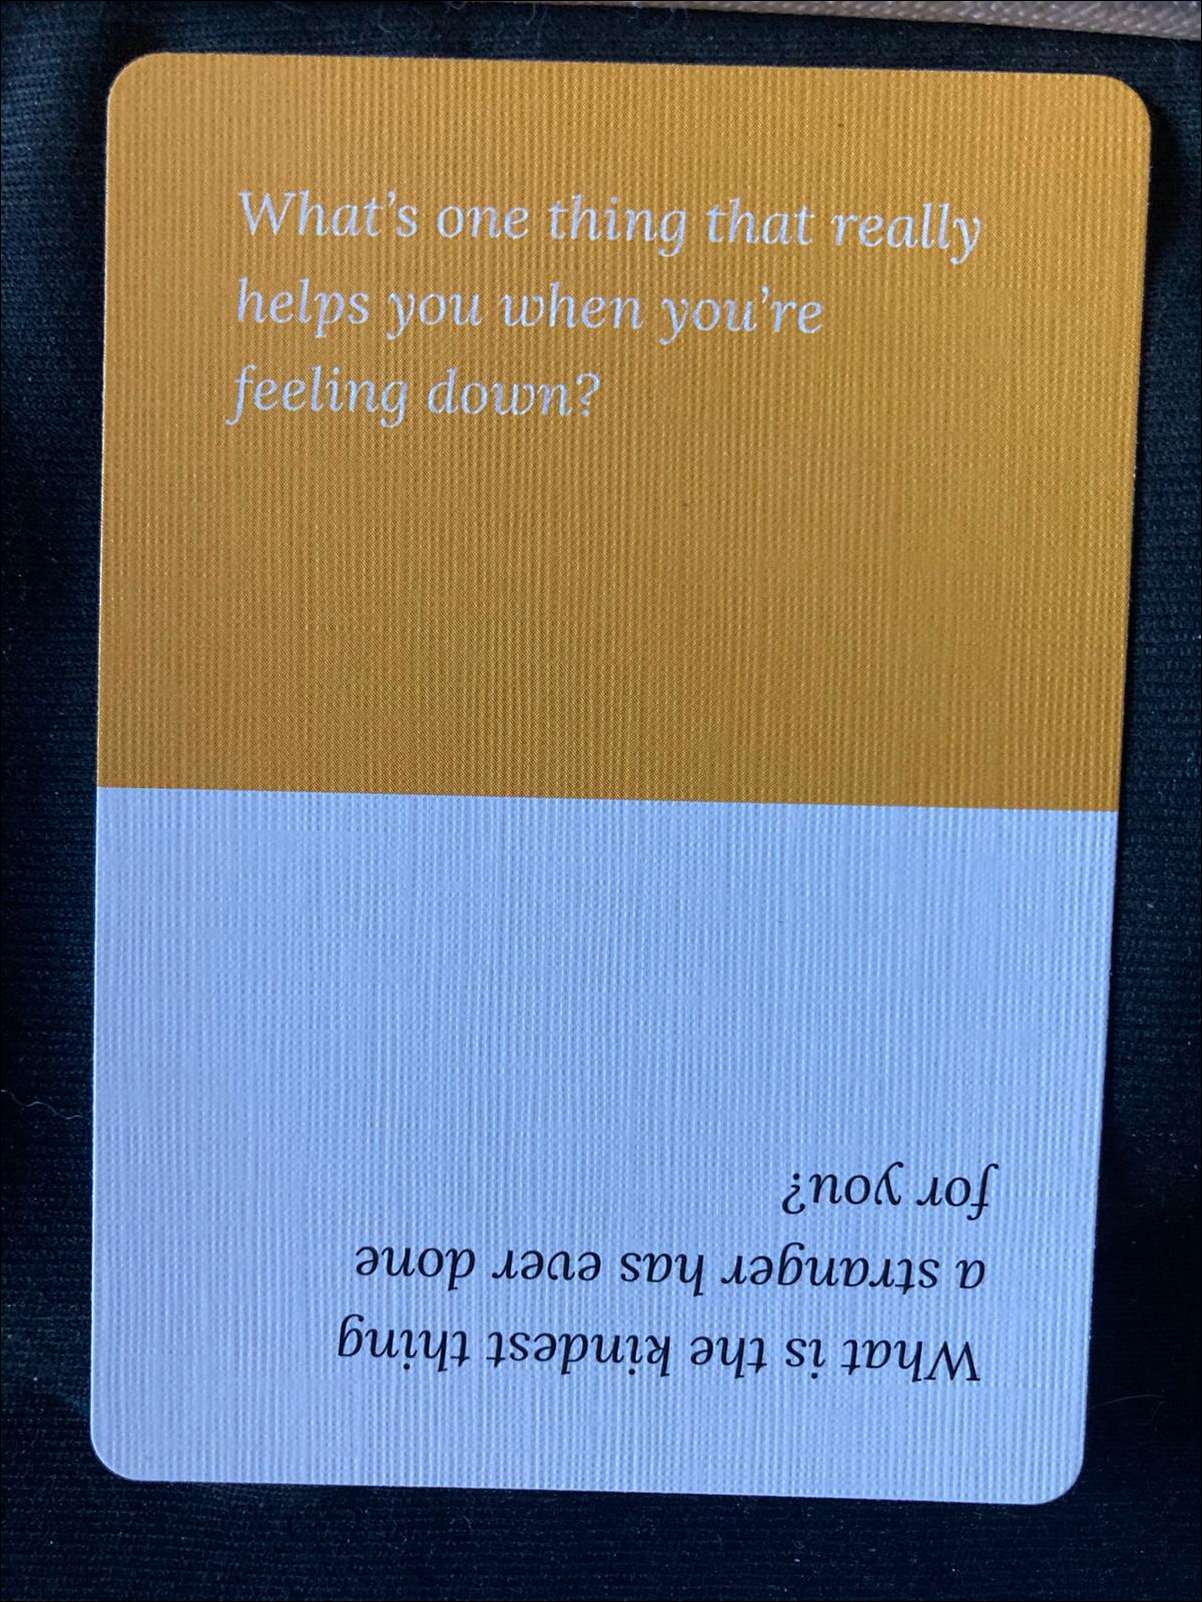 What's one thing that really
helps you when you're
feeling down?
What is the kindest thing
a stranger has ever done
for you?